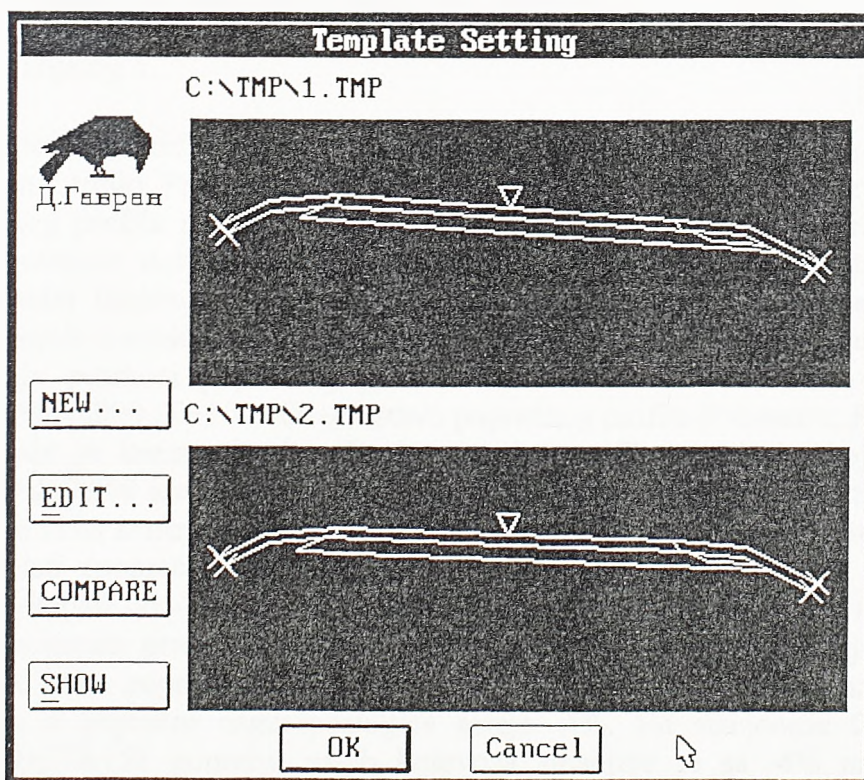 Template Setting
C:\TMP\1.TMP
Д.Гавран
NEW...
C:\TMP\2.TMP
EDIT...
COMPARE
SHOW
OK
Cancel